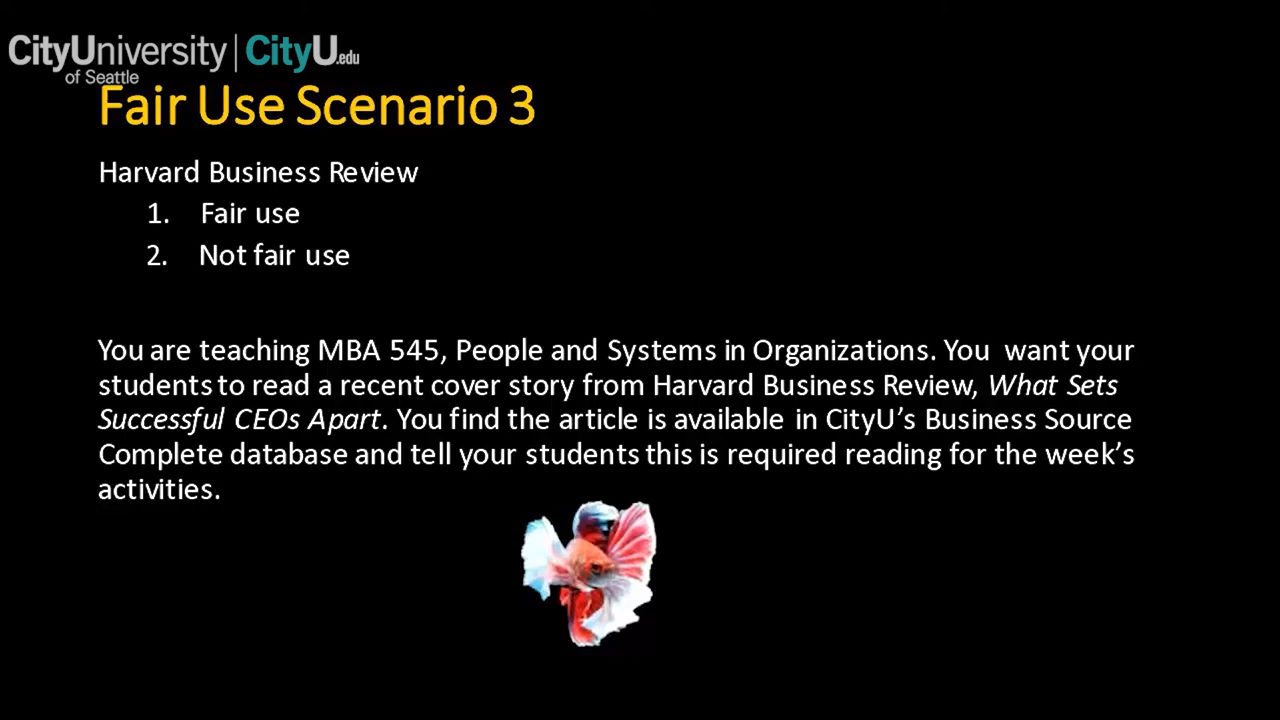 CityUniversity | CityU.edu
of Seattle
Fair Use Scenario 3
Harvard Business Review
1. Fair use
2. Not fair use
You are teaching MBA 545, People and Systems in Organizations. You want your
students to read a recent cover story from Harvard Business Review, What Sets
Successful CEOs Apart. You find the article is available in CityU’s Business Source
Complete database and tell your students this is required reading for the week’s
activities.